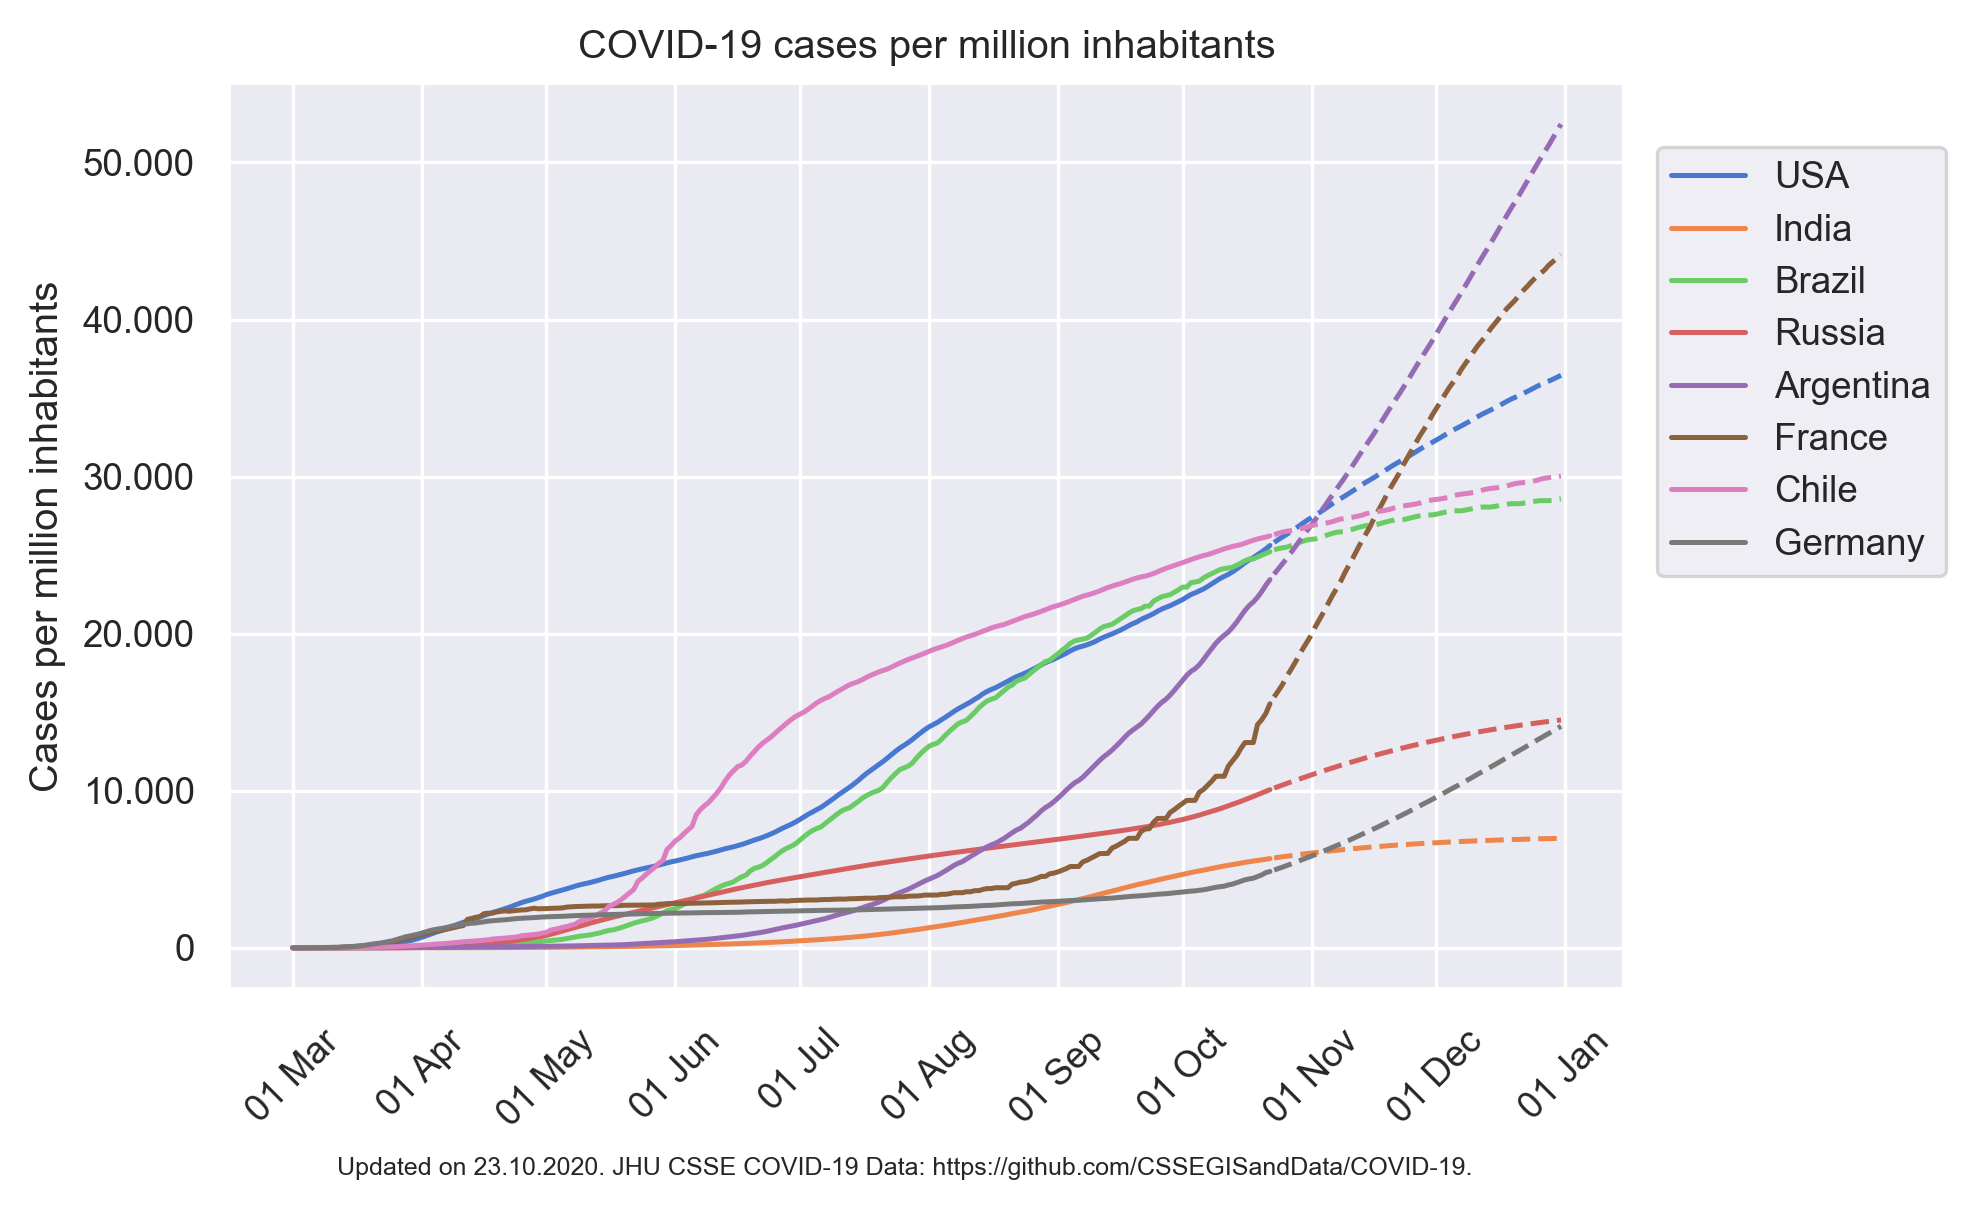 COVID-19 cases per million inhabitants
Cases per million inhabitants
50.000
40.000
30.000
20.000
10.000
0
01 Mar
01 Apr
01 May
01 Jun
01 Jul
01 Aug
01 Sep
01 Oct
01 Nov
01 Dec
01 Jan
USA
India
Brazil
Russia
Argentina
France
Chile
Germany
Updated on 23.10.2020. JHU CSSE COVID-19 Data: https://github.com/CSSEGISandData/COVID-19.